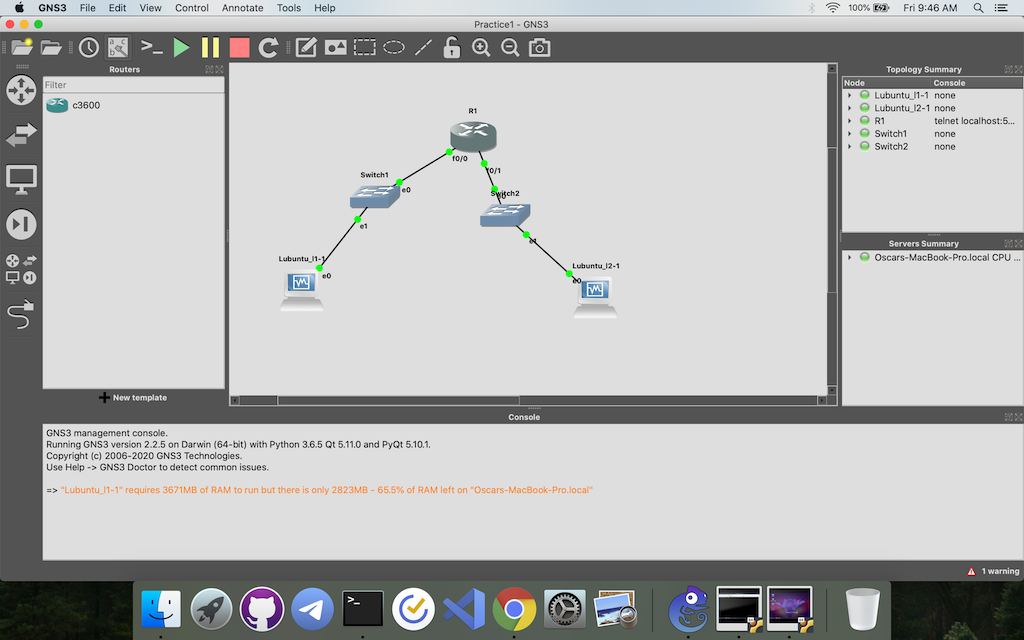 GNS3 File Edit View Control Annotate Tools Help 100% Fri 9:46 AM
Practice1 - GNS3
Routers
Filter
c3600
New template
R1
f0/0
f0/1
Switch1
e0
e1
Switch2
e1
Lubuntu_l1-1
e0
Lubuntu_l2-1
e0
Topology Summary
Node Console
Lubuntu_l1-1 none
Lubuntu_l2-1 none
R1 telnet localhost:5...
Switch1 none
Switch2 none
Servers Summary
Oscars-MacBook-Pro.local CPU ...
Console
GNS3 management console.
Running GNS3 version 2.2.5 on Darwin (64-bit) with Python 3.6.5 Qt 5.11.0 and PyQt 5.10.1.
Copyright (c) 2006-2020 GNS3 Technologies.
Use Help -> GNS3 Doctor to detect common issues.
=> "Lubuntu_l1-1" requires 3671MB of RAM to run but there is only 2823MB - 65.5% of RAM left on "Oscars-MacBook-Pro.local"
1 warning